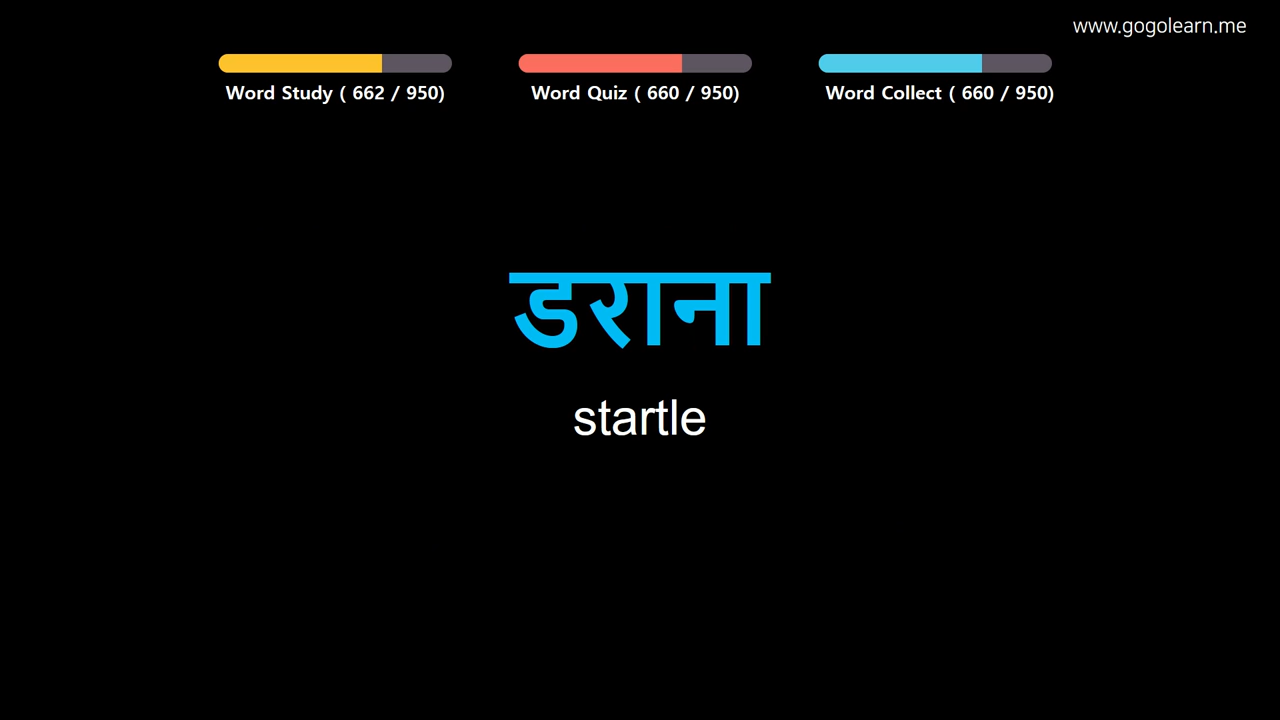 www.gogolearn.me
Word Study ( 662 / 950)
Word Quiz ( 660 / 950)
Word Collect ( 660 / 950)
डराना
startle